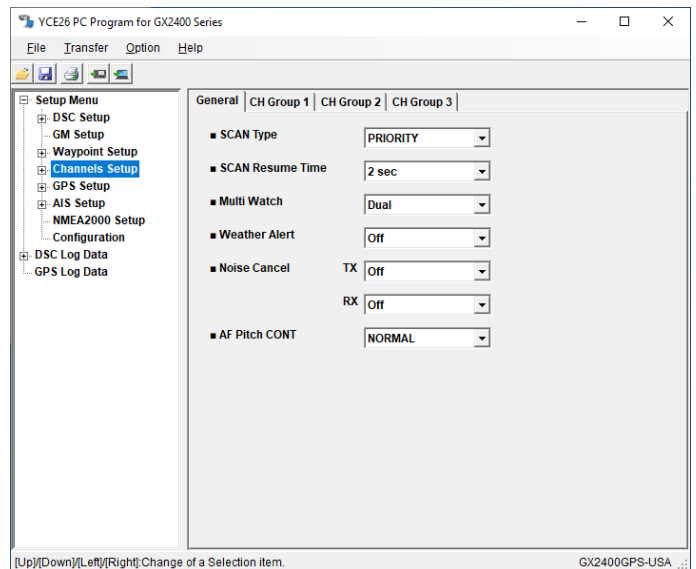 YCE26 PC Program for GX2400 Series
File Transfer Option Help
Setup Menu
DSC Setup
GM Setup
Waypoint Setup
Channels Setup
GPS Setup
AIS Setup
NMEA2000 Setup
Configuration
DSC Log Data
GPS Log Data
General CH Group 1 CH Group 2 CH Group 3
SCAN Type PRIORITY
SCAN Resume Time 2 sec
Multi Watch Dual
Weather Alert Off
Noise Cancel TX Off
RX Off
AF Pitch CONT NORMAL
[Up]/[Down]/[Left]/[Right]:Change of a Selection item. GX2400GPS-USA